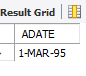 Result Grid
ADATE
1-MAR-95